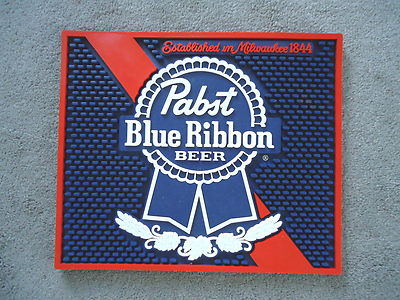 Established in Milwaukee 1844
Pabst
Blue Ribbon
BEER
®